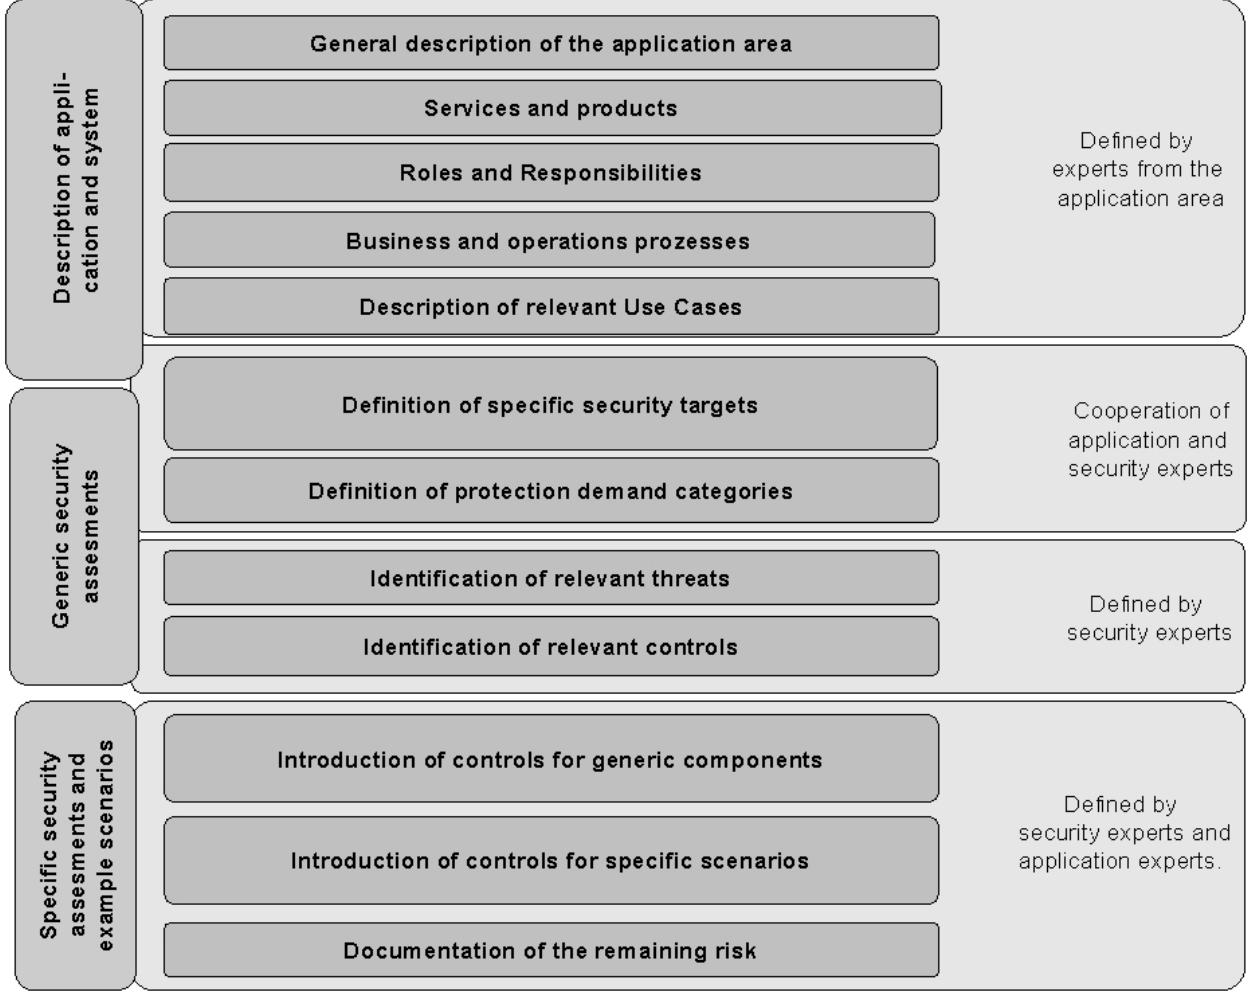 Description of appli-
cation and system
General description of the application area
Services and products
Roles and Responsibilities
Business and operations prozesses
Description of relevant Use Cases
Defined by
experts from the
application area
Generic security
assesments
Definition of specific security targets
Definition of protection demand categories
Cooperation of
application and
security experts
Identification of relevant threats
Identification of relevant controls
Defined by
security experts
Specific security
assesments and
example scenarios
Introduction of controls for generic components
Introduction of controls for specific scenarios
Documentation of the remaining risk
Defined by
security experts and
application experts.